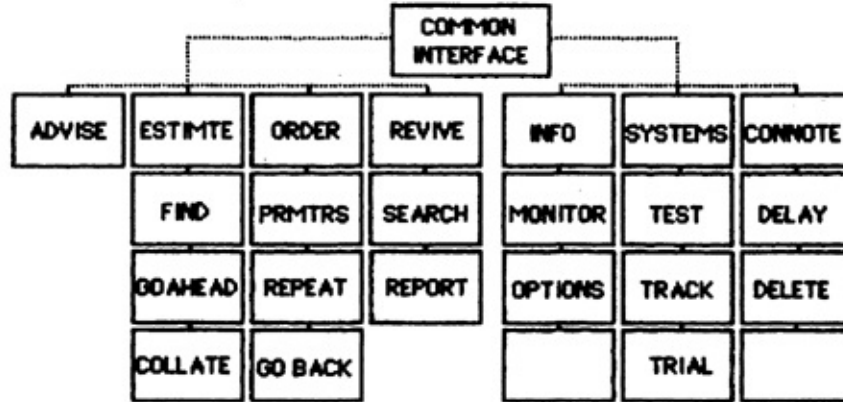 COMMON
INTERFACE
ADVISE ESTIMTE ORDER REVIVE INFO SYSTEMS CONNOTE
FIND PRMTRS SEARCH MONITOR TEST DELAY
GOAHEAD REPEAT REPORT OPTIONS TRACK DELETE
COLLATE GO BACK TRIAL